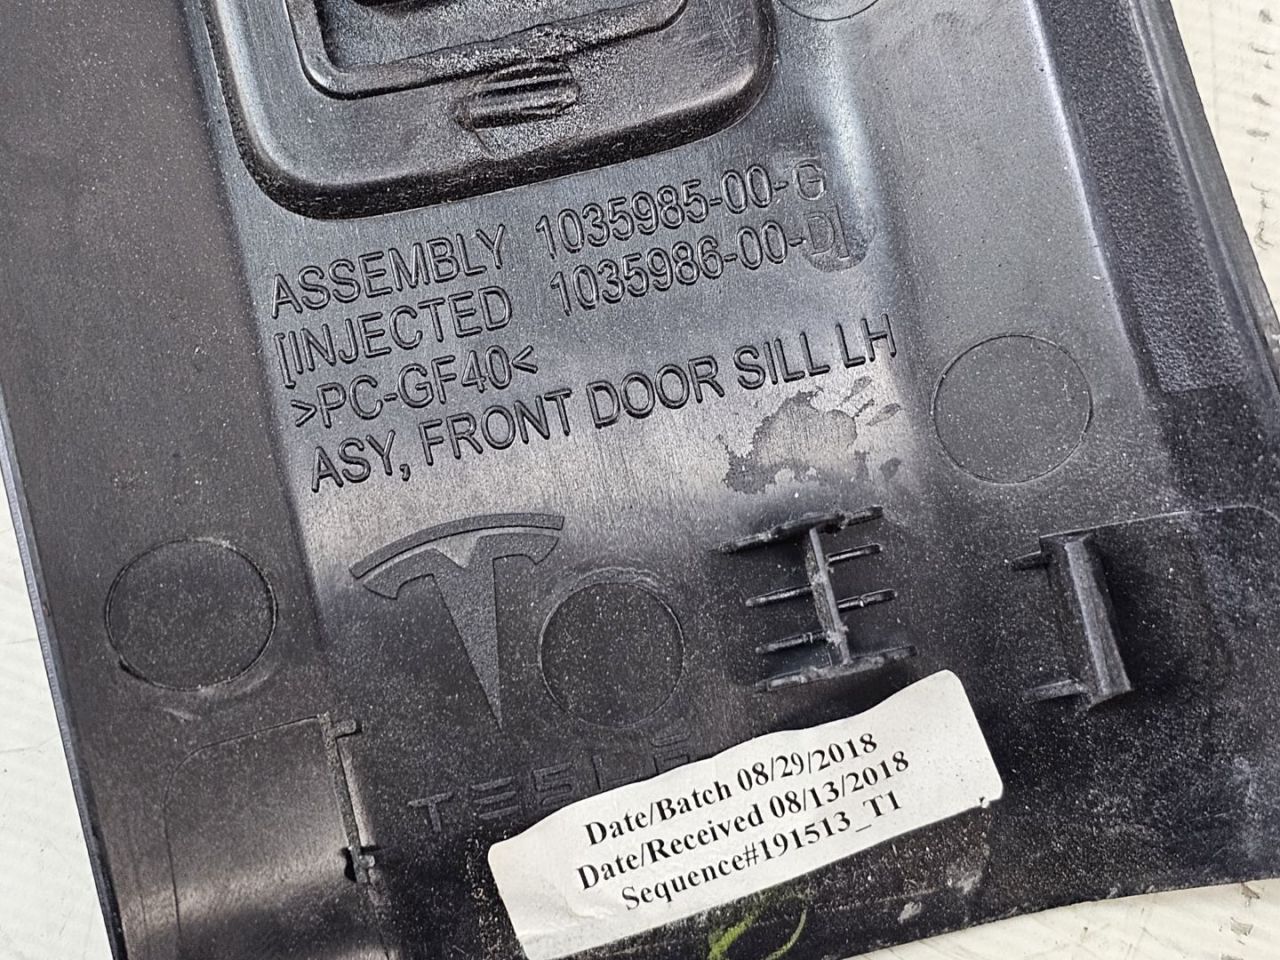 ASSEMBLY 1035985-00-G
[INJECTED 1035986-00-D]
>PC-GF40<
ASY, FRONT DOOR SILL LH
TESLA
Date/Batch 08/29/2018
Date/Received 08/13/2018
Sequence#191513_T1